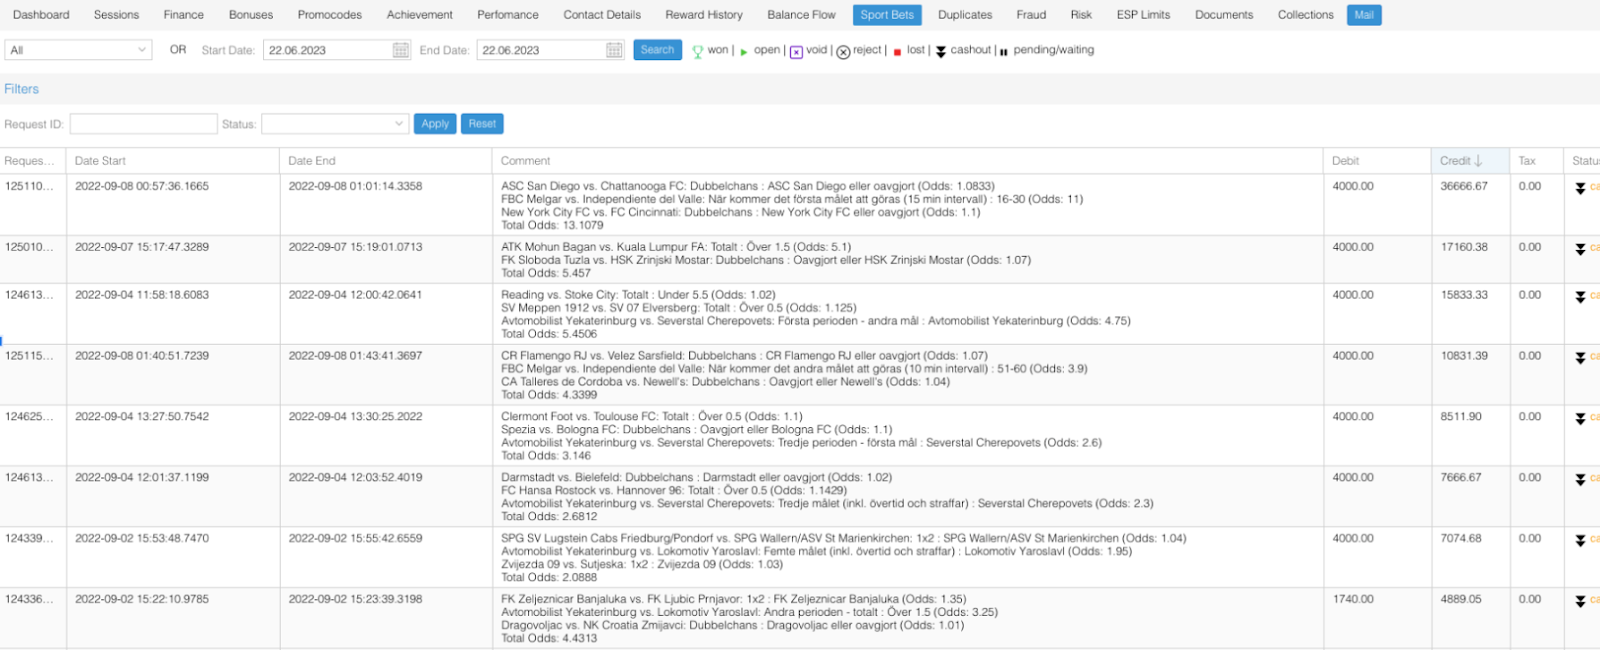 Dashboard Sessions Finance Bonuses Promocodes Achievement Perfomance Contact Details Reward History Balance Flow Sport Bets Duplicates Fraud Risk ESP Limits Documents Collections Mail
All OR Start Date: 22.06.2023 End Date: 22.06.2023 Search won | open | void | reject | lost | cashout | pending/waiting
Filters
Request ID: Status: Apply Reset
Reques... Date Start Date End Comment Debit Credit ↓ Tax Statu
125110... 2022-09-08 00:57:36.1665 2022-09-08 01:01:14.3358 ASC San Diego vs. Chattanooga FC: Dubbelchans : ASC San Diego eller oavgjort (Odds: 1.0833) 4000.00 36666.67 0.00 ca
FBC Melgar vs. Independiente del Valle: När kommer det första målet att göras (15 min intervall) : 16-30 (Odds: 11)
New York City FC vs. FC Cincinnati: Dubbelchans : New York City FC eller oavgjort (Odds: 1.1)
Total Odds: 13.1079
125010... 2022-09-07 15:17:47.3289 2022-09-07 15:19:01.0713 ATK Mohun Bagan vs. Kuala Lumpur FA: Totalt : Över 1.5 (Odds: 5.1) 4000.00 17160.38 0.00 ca
FK Sloboda Tuzla vs. HSK Zrinjski Mostar: Dubbelchans : Oavgjort eller HSK Zrinjski Mostar (Odds: 1.07)
Total Odds: 5.457
124613... 2022-09-04 11:58:18.6083 2022-09-04 12:00:42.0641 Reading vs. Stoke City: Totalt : Under 5.5 (Odds: 1.02) 4000.00 15833.33 0.00 ca
SV Meppen 1912 vs. SV 07 Elversberg: Totalt : Över 0.5 (Odds: 1.125)
Avtomobilist Yekaterinburg vs. Severstal Cherepovets: Första perioden - andra mål : Avtomobilist Yekaterinburg (Odds: 4.75)
Total Odds: 5.4506
125115... 2022-09-08 01:40:51.7239 2022-09-08 01:43:41.3697 CR Flamengo RJ vs. Velez Sarsfield: Dubbelchans : CR Flamengo RJ eller oavgjort (Odds: 1.07) 4000.00 10831.39 0.00 ca
FBC Melgar vs. Independiente del Valle: När kommer det andra målet att göras (10 min intervall) : 51-60 (Odds: 3.9)
CA Talleres de Cordoba vs. Newell's: Dubbelchans : Oavgjort eller Newell's (Odds: 1.04)
Total Odds: 4.3399
124625... 2022-09-04 13:27:50.7542 2022-09-04 13:30:25.2022 Clermont Foot vs. Toulouse FC: Totalt : Över 0.5 (Odds: 1.1) 4000.00 8511.90 0.00 ca
Spezia vs. Bologna FC: Dubbelchans : Oavgjort eller Bologna FC (Odds: 1.1)
Avtomobilist Yekaterinburg vs. Severstal Cherepovets: Tredje perioden - första mål : Severstal Cherepovets (Odds: 2.6)
Total Odds: 3.146
124613... 2022-09-04 12:01:37.1199 2022-09-04 12:03:52.4019 Darmstadt vs. Bielefeld: Dubbelchans : Darmstadt eller oavgjort (Odds: 1.02) 4000.00 7666.67 0.00 ca
FC Hansa Rostock vs. Hannover 96: Totalt : Över 0.5 (Odds: 1.1429)
Avtomobilist Yekaterinburg vs. Severstal Cherepovets: Tredje målet (inkl. övertid och straffar) : Severstal Cherepovets (Odds: 2.3)
Total Odds: 2.6812
124339... 2022-09-02 15:53:48.7470 2022-09-02 15:55:42.6559 SPG SV Lugstein Cabs Friedburg/Pondorf vs. SPG Wallern/ASV St Marienkirchen: 1x2 : SPG Wallern/ASV St Marienkirchen (Odds: 1.04) 4000.00 7074.68 0.00 ca
Avtomobilist Yekaterinburg vs. Lokomotiv Yaroslavl: Femte målet (inkl. övertid och straffar) : Lokomotiv Yaroslavl (Odds: 1.95)
Zvijezda 09 vs. Sutjeska: 1x2 : Zvijezda 09 (Odds: 1.03)
Total Odds: 2.0888
124336... 2022-09-02 15:22:10.9785 2022-09-02 15:23:39.3198 FK Zeljeznicar Banjaluka vs. FK Ljubic Prnjavor: 1x2 : FK Zeljeznicar Banjaluka (Odds: 1.35) 1740.00 4889.05 0.00 ca
Avtomobilist Yekaterinburg vs. Lokomotiv Yaroslavl: Andra perioden - totalt : Över 1.5 (Odds: 3.25)
Dragovoljac vs. NK Croatia Zmijavci: Dubbelchans : Dragovoljac eller oavgjort (Odds: 1.01)
Total Odds: 4.4313